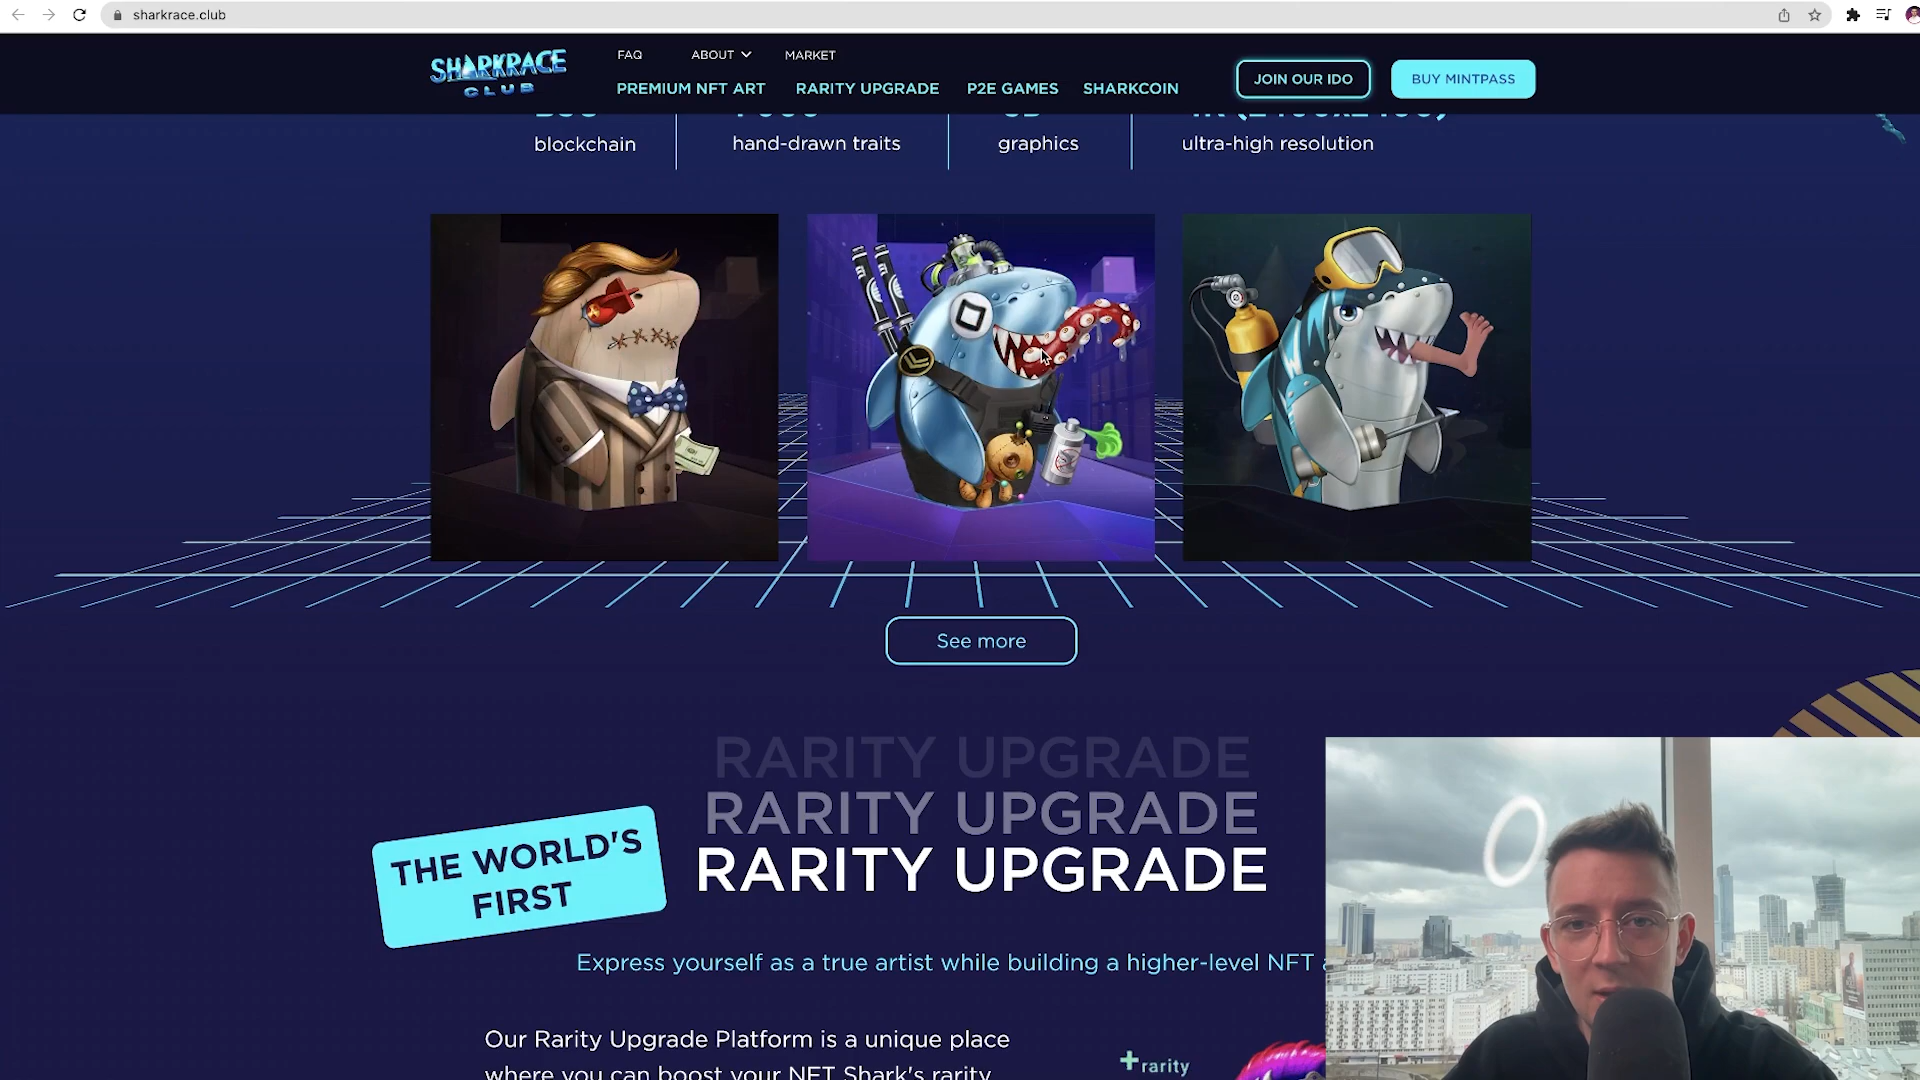 sharkrace.club
SHARKRACE
CLUB
FAQ
ABOUT
MARKET
PREMIUM NFT ART
RARITY UPGRADE
P2E GAMES
SHARKCOIN
JOIN OUR IDO
BUY MINTPASS
blockchain
hand-drawn traits
graphics
ultra-high resolution
See more
RARITY UPGRADE
RARITY UPGRADE
RARITY UPGRADE
THE WORLD'S
FIRST
Express yourself as a true artist while building a higher-level NFT
Our Rarity Upgrade Platform is a unique place
where you can boost your NFT Shark's rarity
+rarity